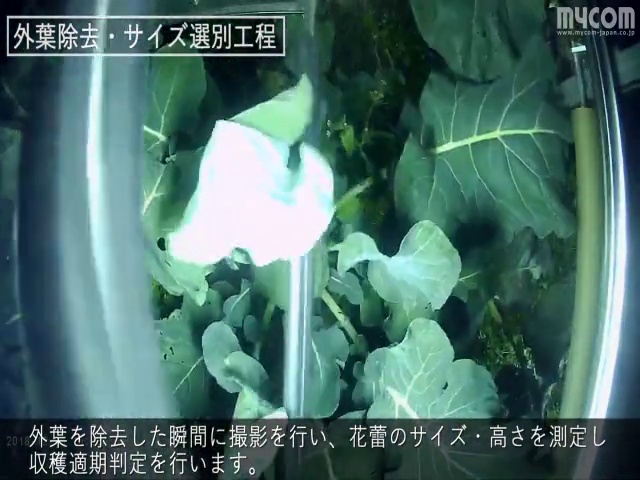 外葉除去・サイズ選別工程
mycom
www.mycom-japan.co.jp
外葉を除去した瞬間に撮影を行い、花蕾のサイズ・高さを測定し
収穫適期判定を行います。